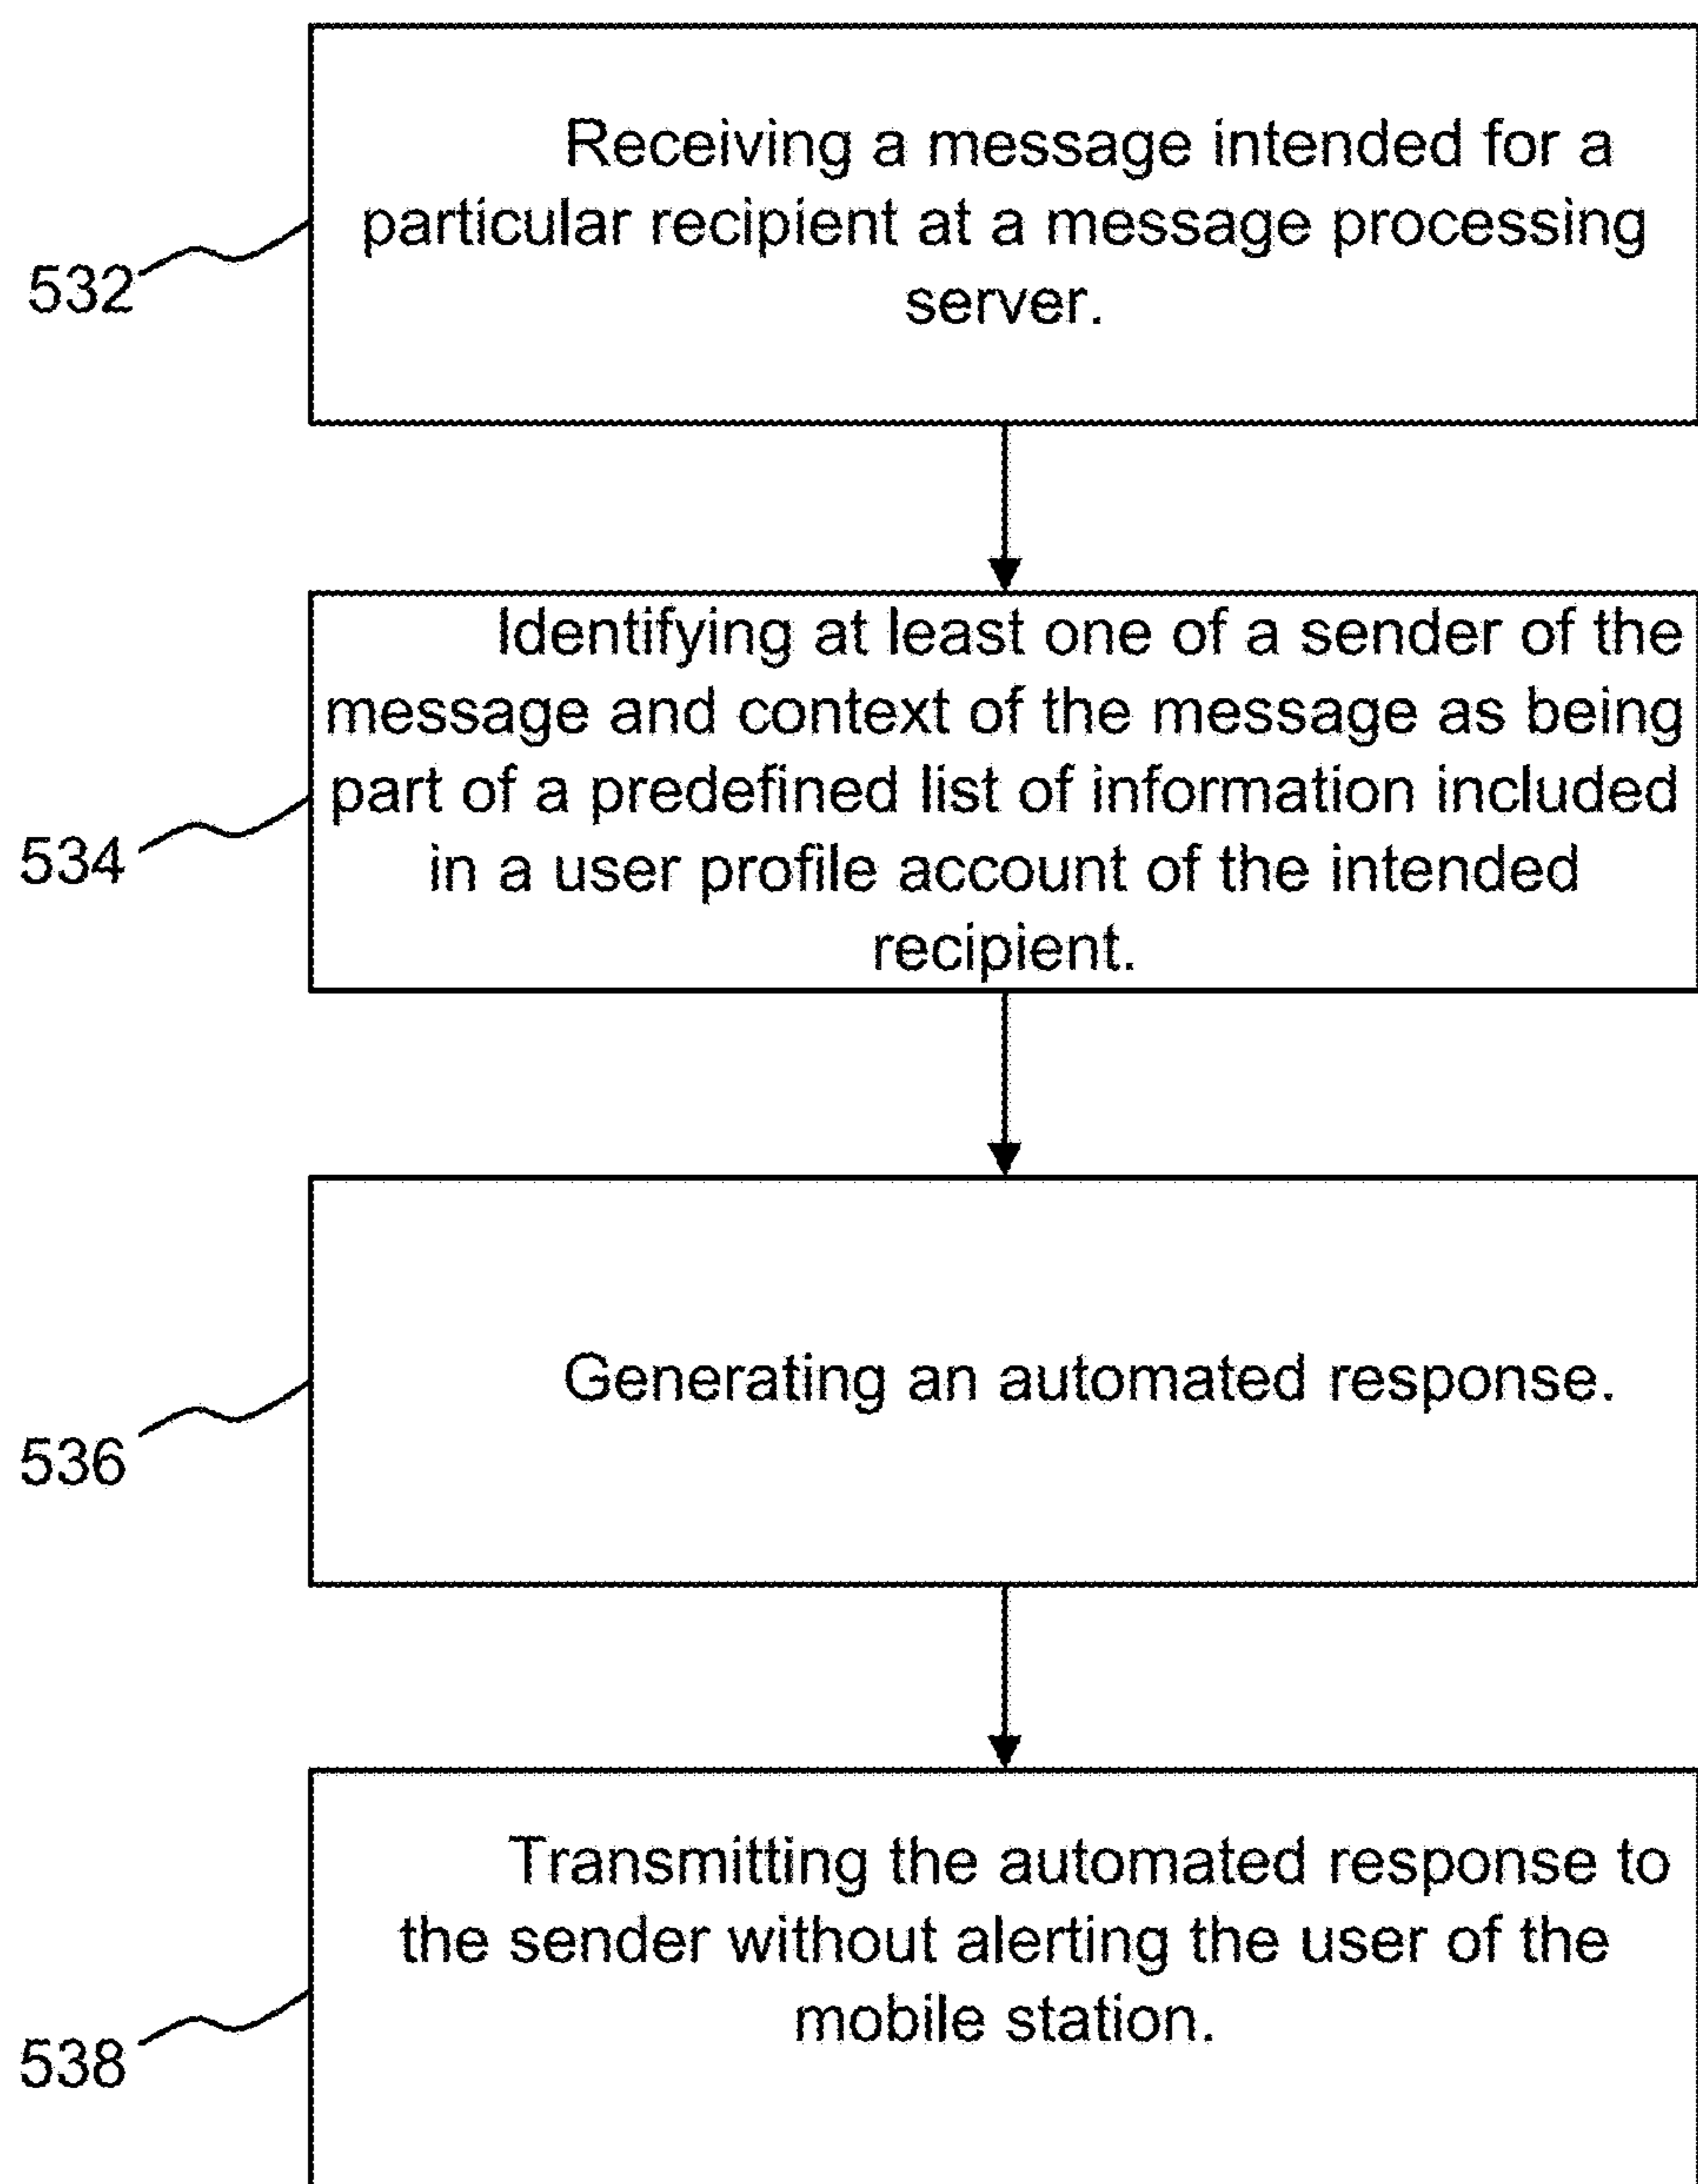 Receiving a message intended for a
particular recipient at a message processing
server.
532
Identifying at least one of a sender of the
message and context of the message as being
part of a predefined list of information included
in a user profile account of the intended
recipient.
534
Generating an automated response.
536
Transmitting the automated response to
the sender without alerting the user of the
mobile station.
538